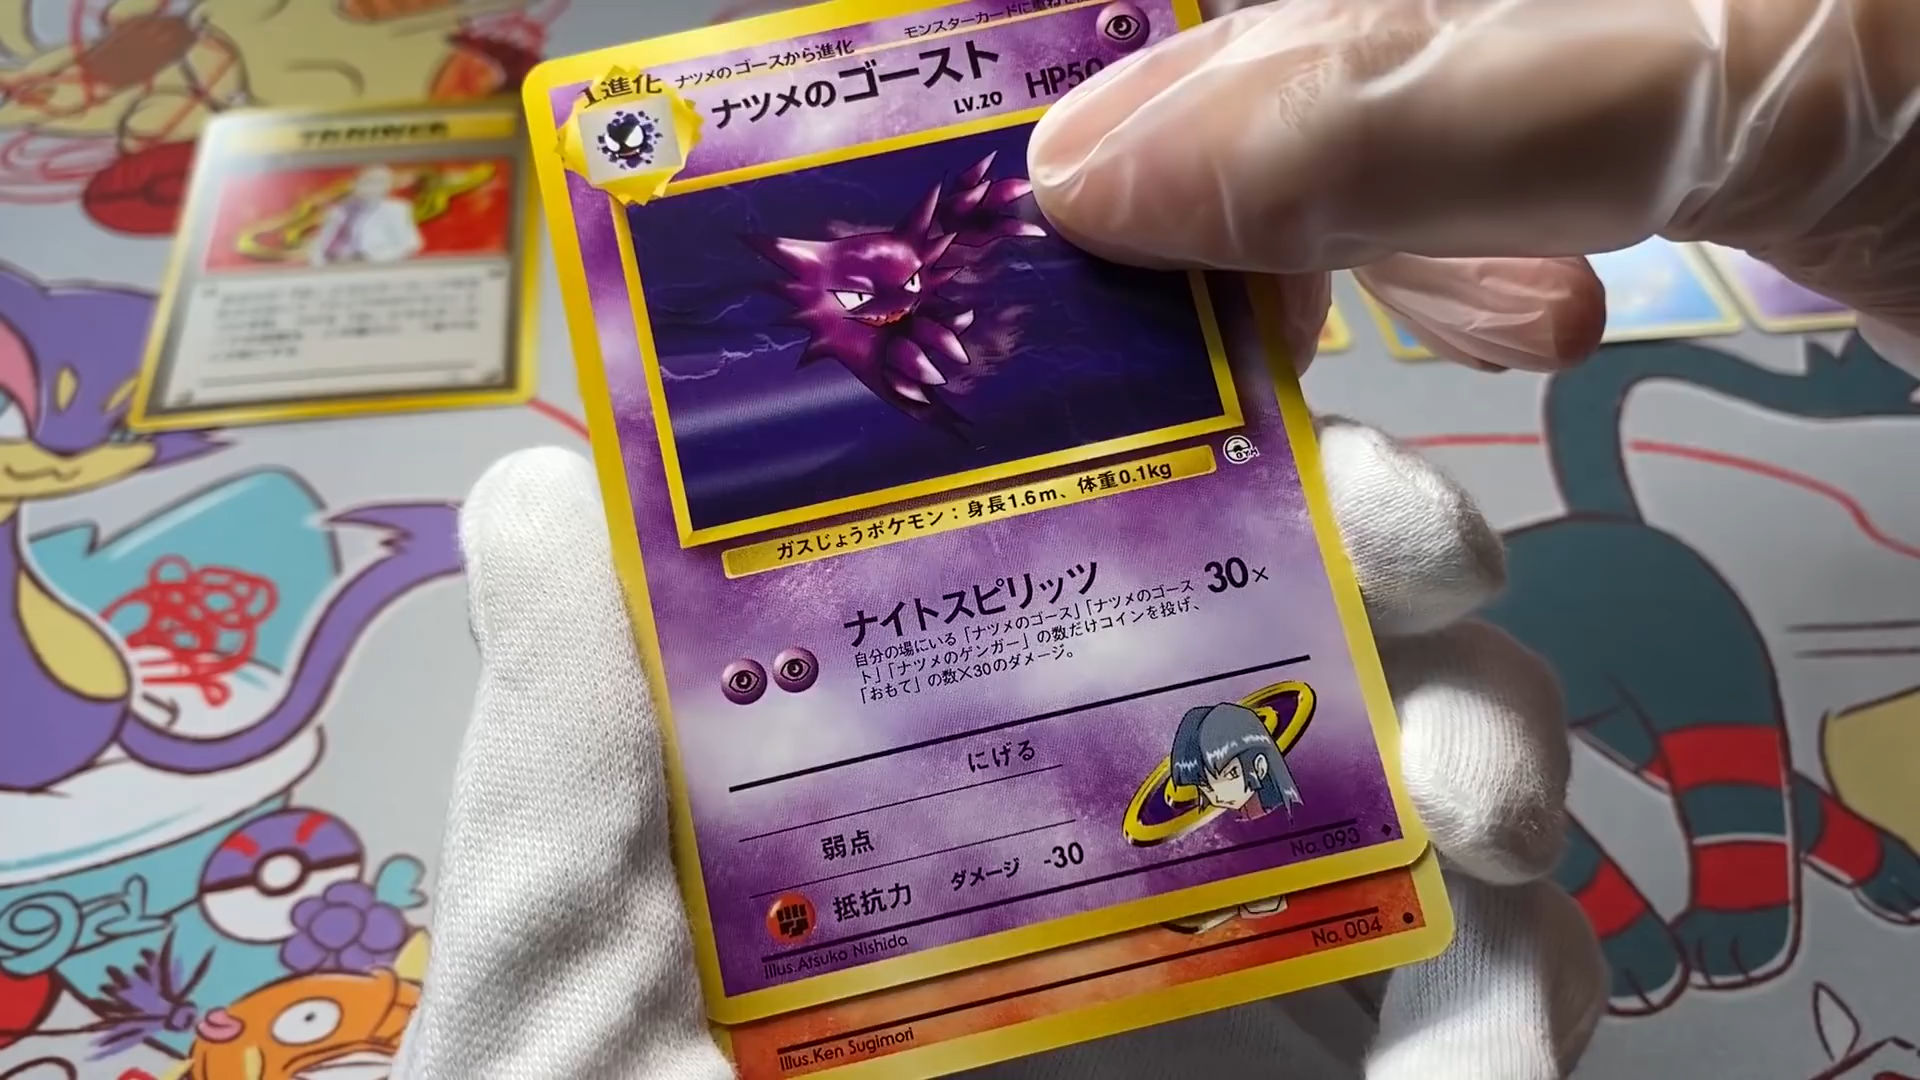 TRAINER
モンスターカードに重ねて
1進化 ナツメのゴースから進化
ナツメのゴースト LV.20 HP50
ガスじょうポケモン：身長1.6m、体重0.1kg
ナイトスピリッツ 30×
自分の場にいる「ナツメのゴース」「ナツメのゴース
ト」「ナツメのゲンガー」の数だけコインを投げ、
「おもて」の数×30のダメージ。
にげる
弱点
抵抗力 ダメージ -30
No. 093
Illus.Atsuko Nishida
No. 004
Illus.Ken Sugimori